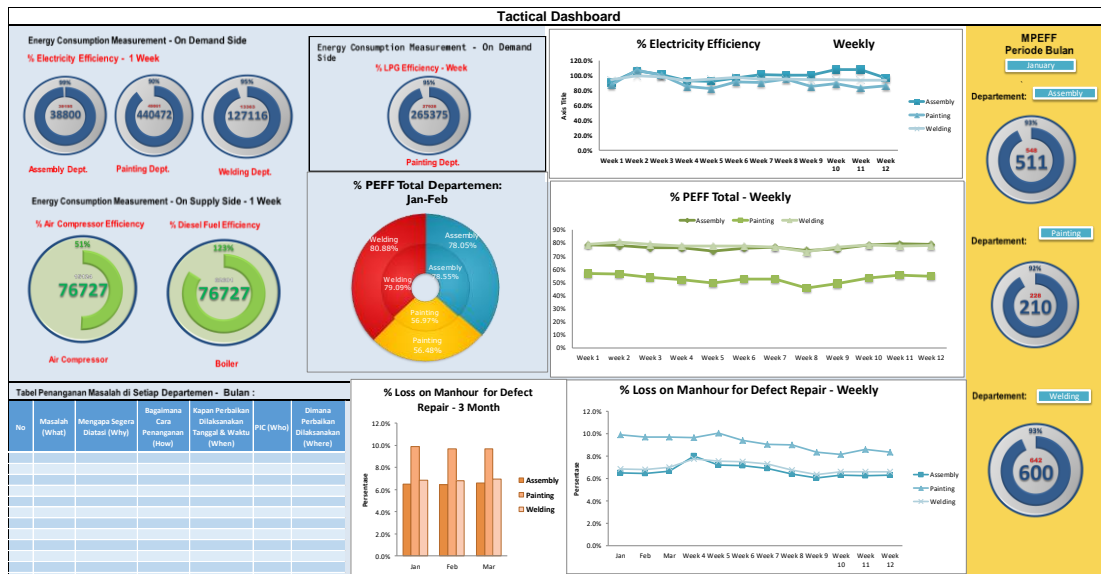 Tactical Dashboard
Energy Consumption Measurement - On Demand Side
% Electricity Efficiency - 1 Week
99%
38800
Assembly Dept.
90%
440472
Painting Dept.
95%
127116
Welding Dept.
Energy Consumption Measurement - On Supply Side - 1 Week
% Air Compressor Efficiency
51%
76727
Air Compressor
% Diesel Fuel Efficiency
123%
76727
Boiler
Energy Consumption Measurement - On Demand
Side
% LPG Efficiency - Week
95%
265375
Painting Dept.
% PEFF Total Departemen:
Jan-Feb
Welding
80.88%
Assembly
78.05%
Welding
79.09%
Assembly
78.55%
Painting
56.97%
Painting
56.48%
% Electricity Efficiency Weekly
Axis Title
120.0%
100.0%
80.0%
60.0%
40.0%
20.0%
0.0%
Week 1 Week 2 Week 3 Week 4 Week 5 Week 6 Week 7 Week 8 Week 9 Week 10 Week 11 Week 12
Assembly
Painting
Welding
% PEFF Total - Weekly
Assembly Painting Welding
90%
80%
70%
60%
50%
40%
30%
20%
10%
0%
Week 1 week 2 Week 3 Week 4 Week 5 Week 6 Week 7 Week 8 Week 9 Week 10 Week 11 Week 12
MPEFF
Periode Bulan
January
Departement: Assembly
93%
548
511
Departement: Painting
92%
228
210
Departement: Welding
93%
642
600
Tabel Penanganan Masalah di Setiap Departemen - Bulan :
No
Masalah (What)
Mengapa Segera Diatasi (Why)
Bagaimana Cara Penanganan (How)
Kapan Perbaikan Dilaksanakan Tanggal & Waktu (When)
PIC (Who)
Dimana Perbaikan Dilaksanakan (Where)
% Loss on Manhour for Defect
Repair - 3 Month
Persentase
12.0%
10.0%
8.0%
6.0%
4.0%
2.0%
0.0%
Jan Feb Mar
Assembly
Painting
Welding
% Loss on Manhour for Defect Repair - Weekly
Persentase
12.0%
10.0%
8.0%
6.0%
4.0%
2.0%
0.0%
Jan Feb Mar Week 4 Week 5 Week 6 Week 7 Week 8 Week 9 Week 10 Week 11 Week 12
Assembly
Painting
Welding